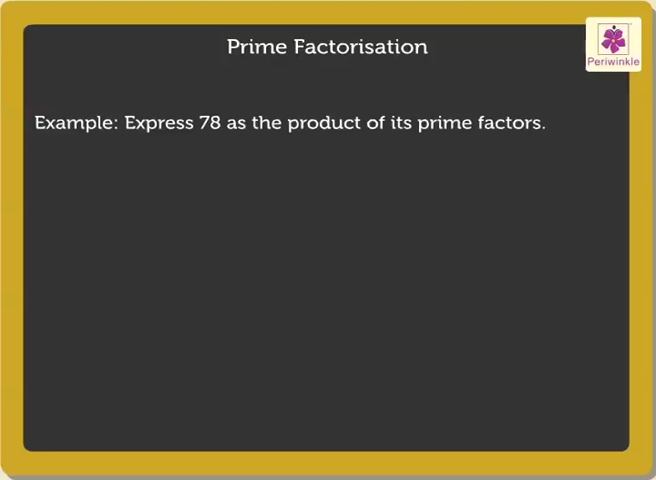 Prime Factorisation
Periwinkle
Example: Express 78 as the product of its prime factors.